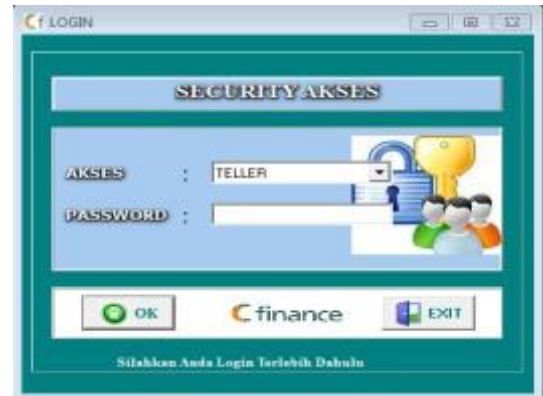 Cf LOGIN
SECURITY AKSES
AKSES : TELLER
PASSWORD :
OK Cfinance EXIT
Silahkan Anda Login Terlebih Dahulu